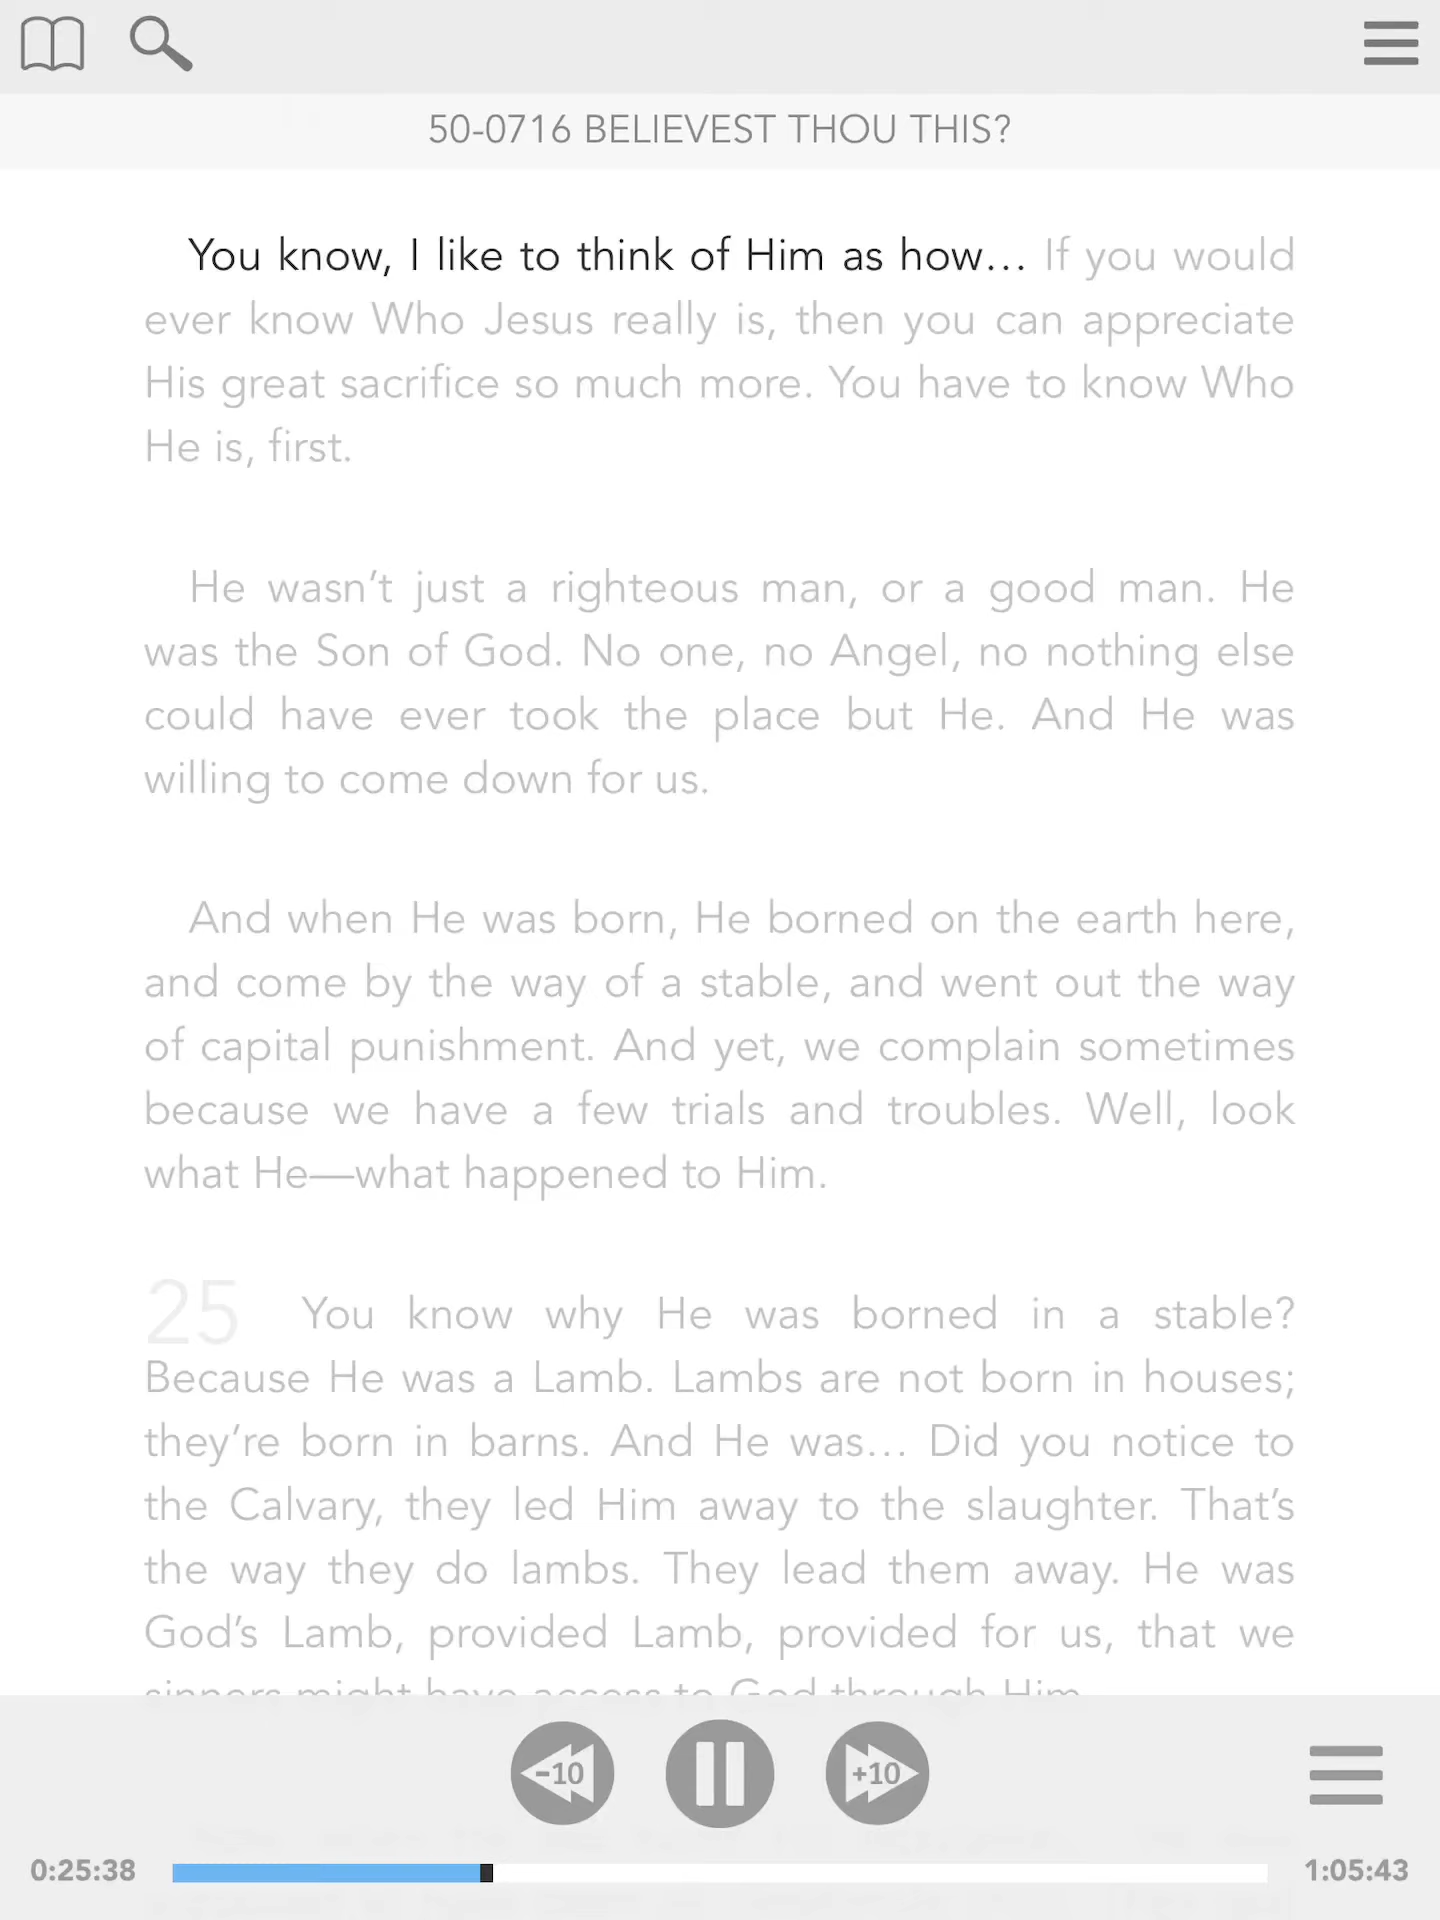 50-0716 BELIEVEST THOU THIS?
You know, I like to think of Him as how… If you would
ever know Who Jesus really is, then you can appreciate
His great sacrifice so much more. You have to know Who
He is, first.
He wasn’t just a righteous man, or a good man. He
was the Son of God. No one, no Angel, no nothing else
could have ever took the place but He. And He was
willing to come down for us.
And when He was born, He borned on the earth here,
and come by the way of a stable, and went out the way
of capital punishment. And yet, we complain sometimes
because we have a few trials and troubles. Well, look
what He—what happened to Him.
25 You know why He was borned in a stable?
Because He was a Lamb. Lambs are not born in houses;
they’re born in barns. And He was… Did you notice to
the Calvary, they led Him away to the slaughter. That’s
the way they do lambs. They lead them away. He was
God’s Lamb, provided Lamb, provided for us, that we
sinners might have access to God through Him.
-10 +10
0:25:38 1:05:43